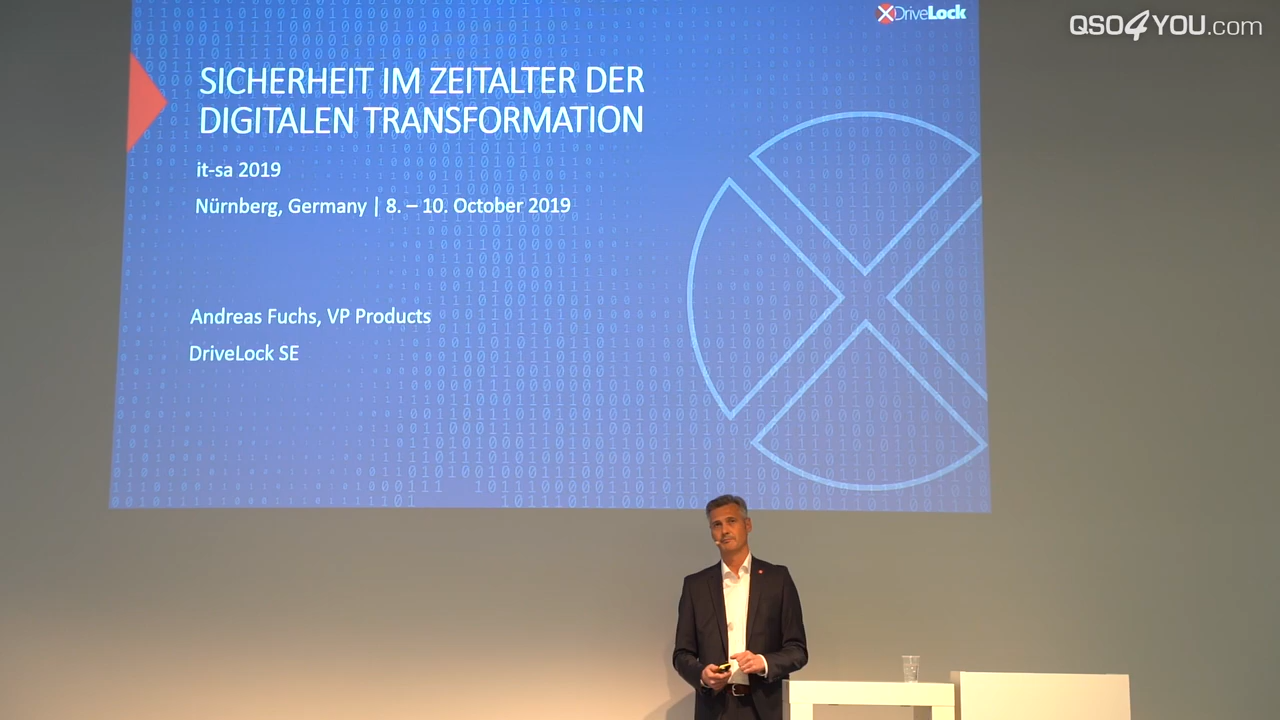 DriveLock
QSO4YOU.com
SICHERHEIT IM ZEITALTER DER
DIGITALEN TRANSFORMATION
it-sa 2019
Nürnberg, Germany | 8. – 10. October 2019
Andreas Fuchs, VP Products
DriveLock SE